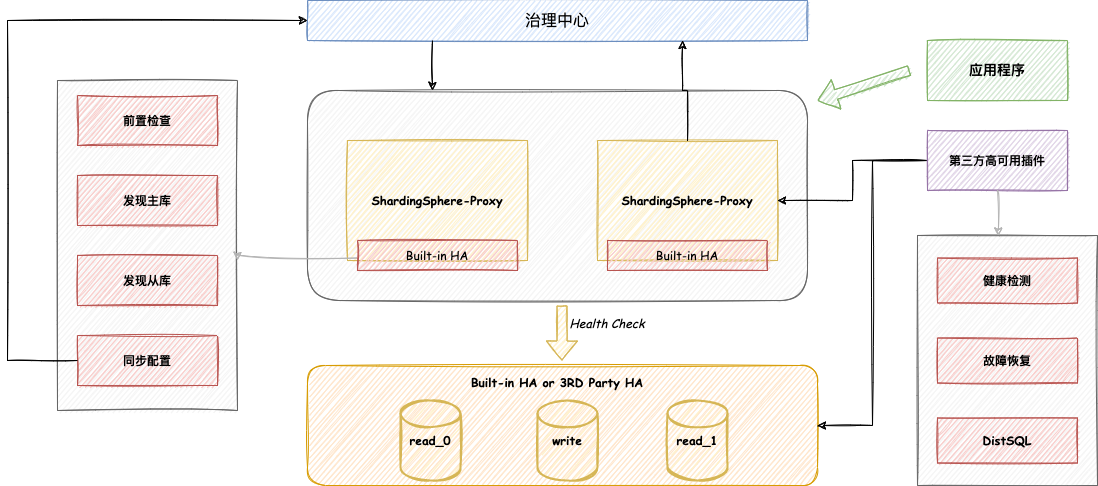 治理中心
应用程序
前置检查
发现主库
发现从库
同步配置
ShardingSphere-Proxy
Built-in HA
ShardingSphere-Proxy
Built-in HA
第三方高可用插件
健康检测
故障恢复
DistSQL
Health Check
Built-in HA or 3RD Party HA
read_0
write
read_1